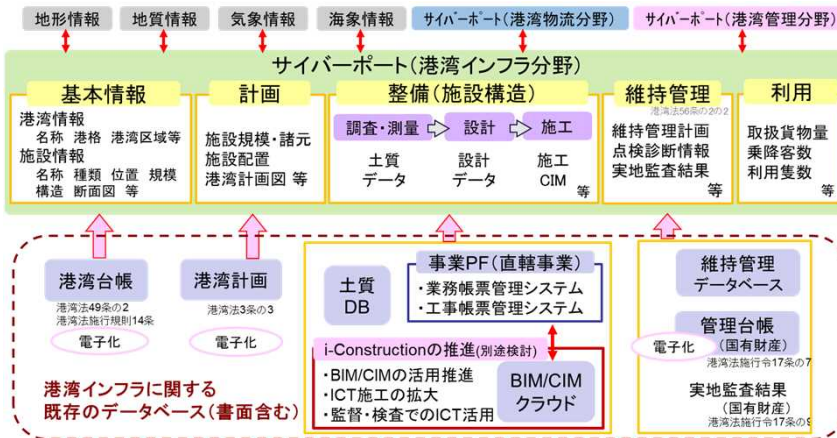 地形情報
地質情報
気象情報
海象情報
サイバーポート(港湾物流分野)
サイバーポート(港湾管理分野)
サイバーポート(港湾インフラ分野)
基本情報
港湾情報
名称 港格 港湾区域等
施設情報
名称 種類 位置 規模
構造 断面図 等
計画
施設規模・諸元
施設配置
港湾計画図 等
整備(施設構造)
調査・測量
設計
施工
土質
データ
設計
データ
施工
CIM
等
維持管理
港湾法56条の2の2
維持管理計画
点検診断情報
実地監査結果
等
利用
取扱貨物量
乗降客数
利用隻数
等
港湾台帳
港湾法49条の2
港湾法施行規則14条
電子化
港湾計画
港湾法3条の3
電子化
土質
DB
事業PF(直轄事業)
・業務帳票管理システム
・工事帳票管理システム
i-Constructionの推進(別途検討)
・BIM/CIMの活用推進
・ICT施工の拡大
・監督・検査でのICT活用
BIM/CIM
クラウド
維持管理
データベース
管理台帳
(国有財産)
電子化
港湾法施行令17条の7
実地監査結果
(国有財産)
港湾法施行令17条の9
港湾インフラに関する
既存のデータベース(書面含む)